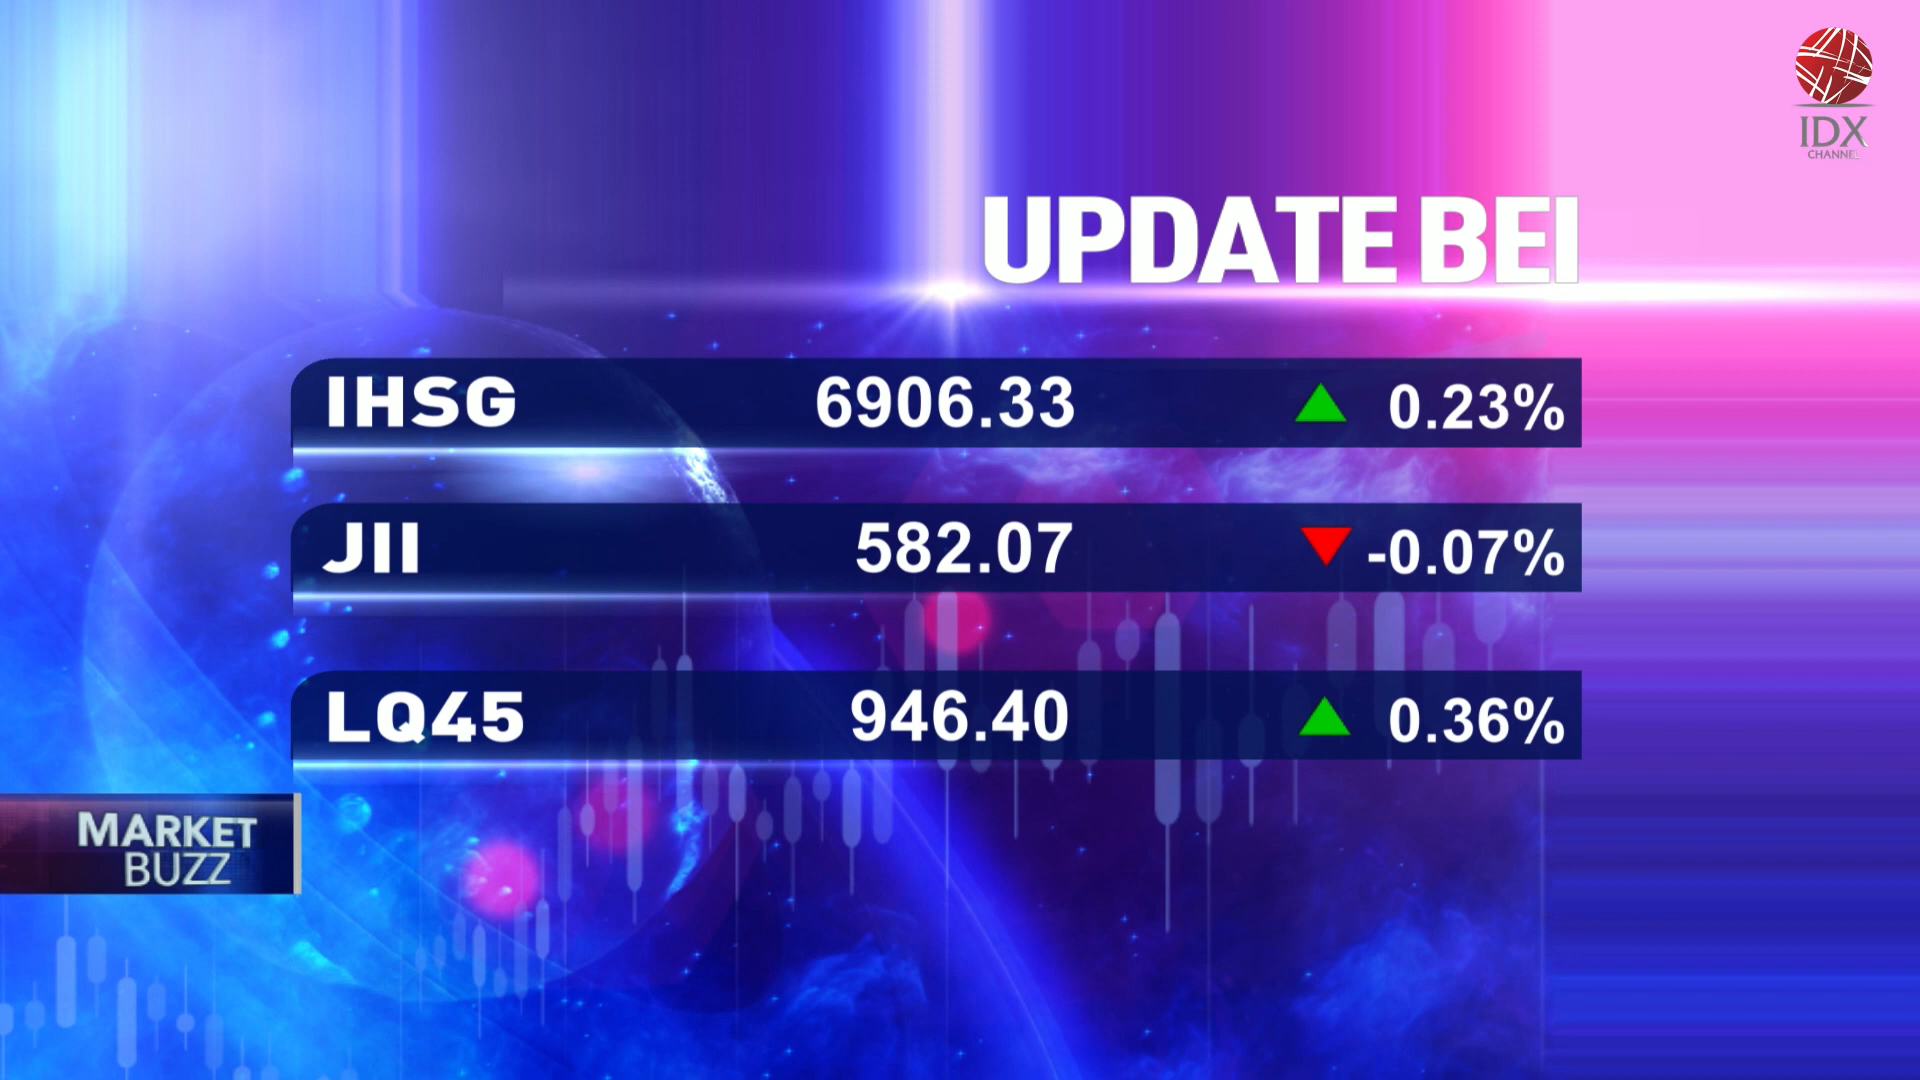 IDX
CHANNEL
UPDATE BEI
IHSG 6906.33 0.23%
JII 582.07 -0.07%
LQ45 946.40 0.36%
MARKET
BUZZ